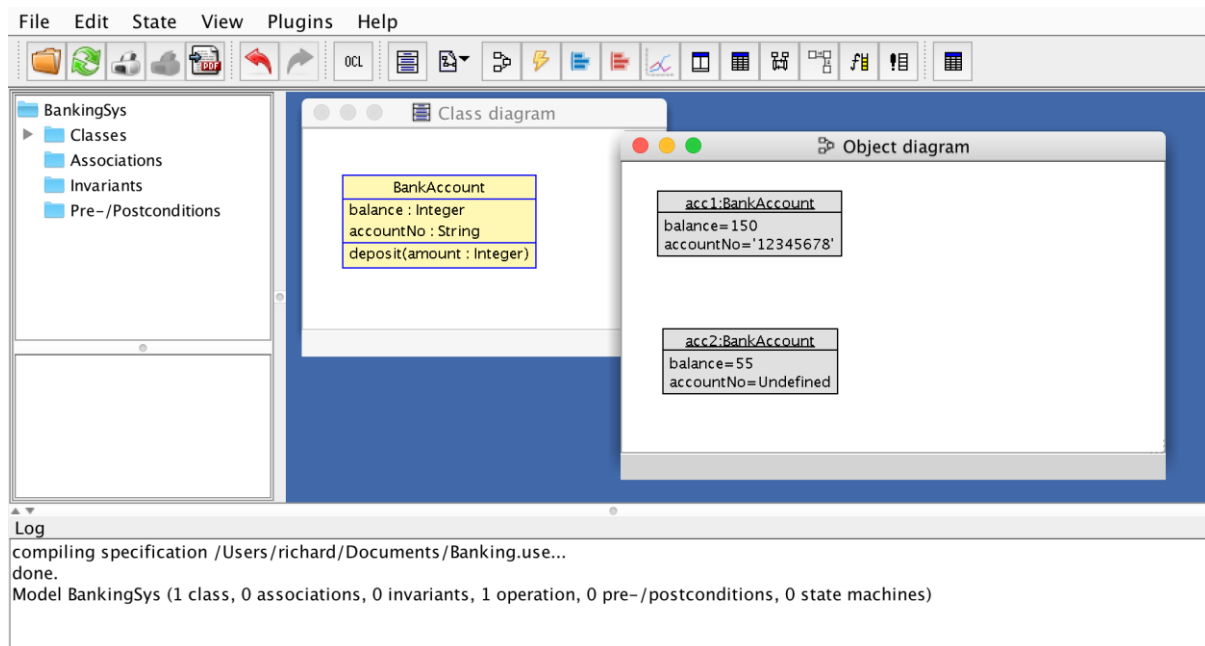 File Edit State View Plugins Help
PDF OCL
BankingSys
Classes
Associations
Invariants
Pre-/Postconditions
Class diagram
BankAccount
balance : Integer
accountNo : String
deposit(amount : Integer)
Object diagram
acc1:BankAccount
balance=150
accountNo='12345678'
acc2:BankAccount
balance=55
accountNo=Undefined
Log
compiling specification /Users/richard/Documents/Banking.use...
done.
Model BankingSys (1 class, 0 associations, 0 invariants, 1 operation, 0 pre-/postconditions, 0 state machines)